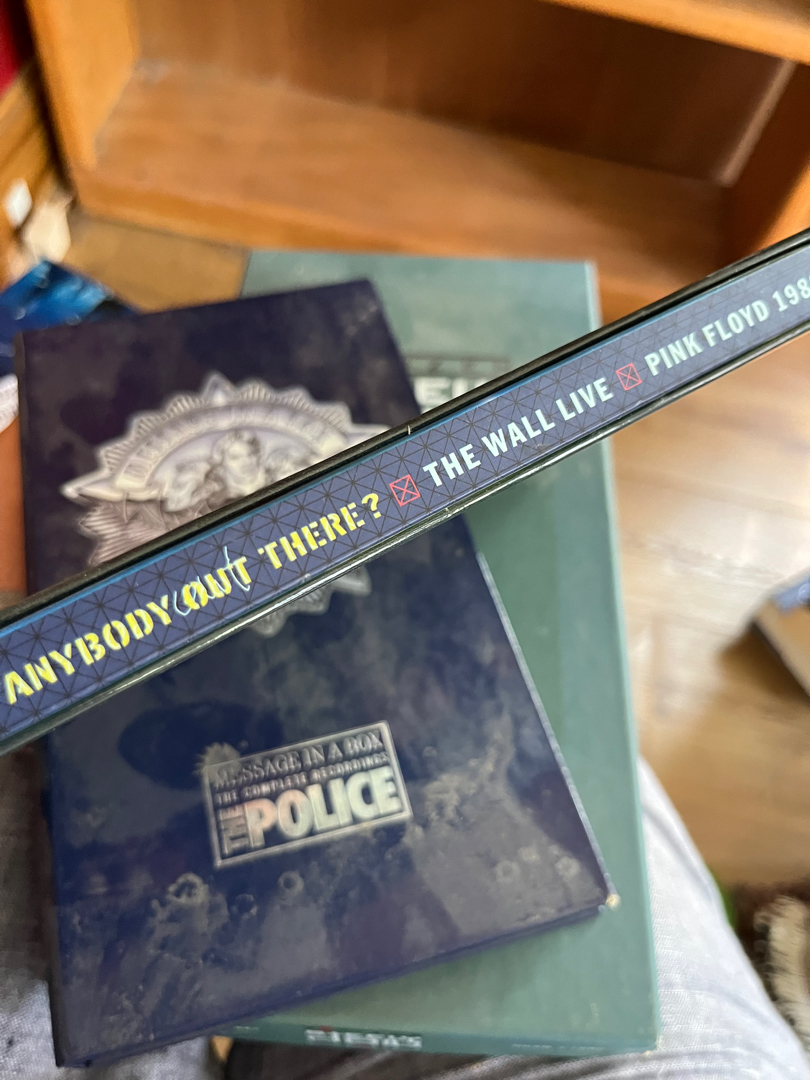 ANYBODY OUT THERE? THE WALL LIVE PINK FLOYD 198
MESSAGE IN A BOX
THE COMPLETE RECORDINGS
THE POLICE